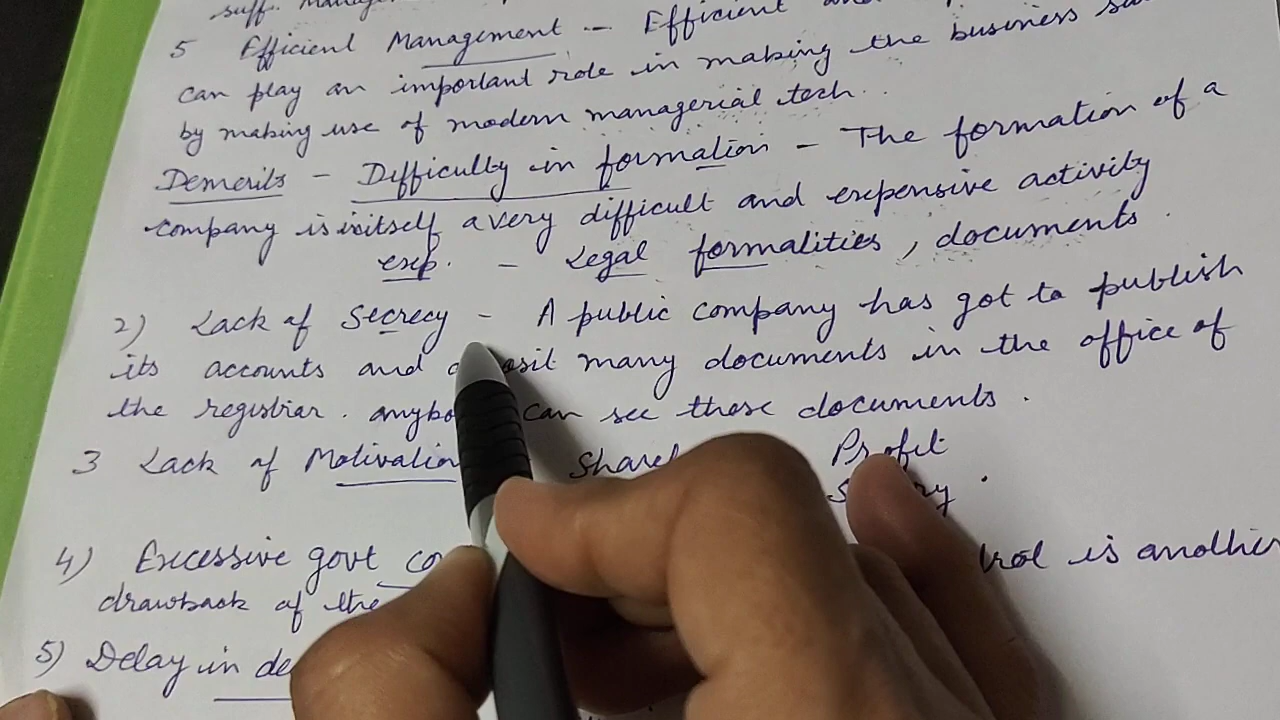 suff.
5 Efficient Management -- Efficient
can play an important role in making the business
by making use of modern managerial tech.
Demerits - Difficulty in formation - The formation of a
company is initself a very difficult and expensive activity
exp. - Legal formalities, documents.
2) Lack of Secrecy - A public company has got to publish
its accounts and many documents in the office of
the registrar. can see these documents.
3 Lack of Motivation Profit
4) Excessive govt is another
drawback of the
5) Delay in